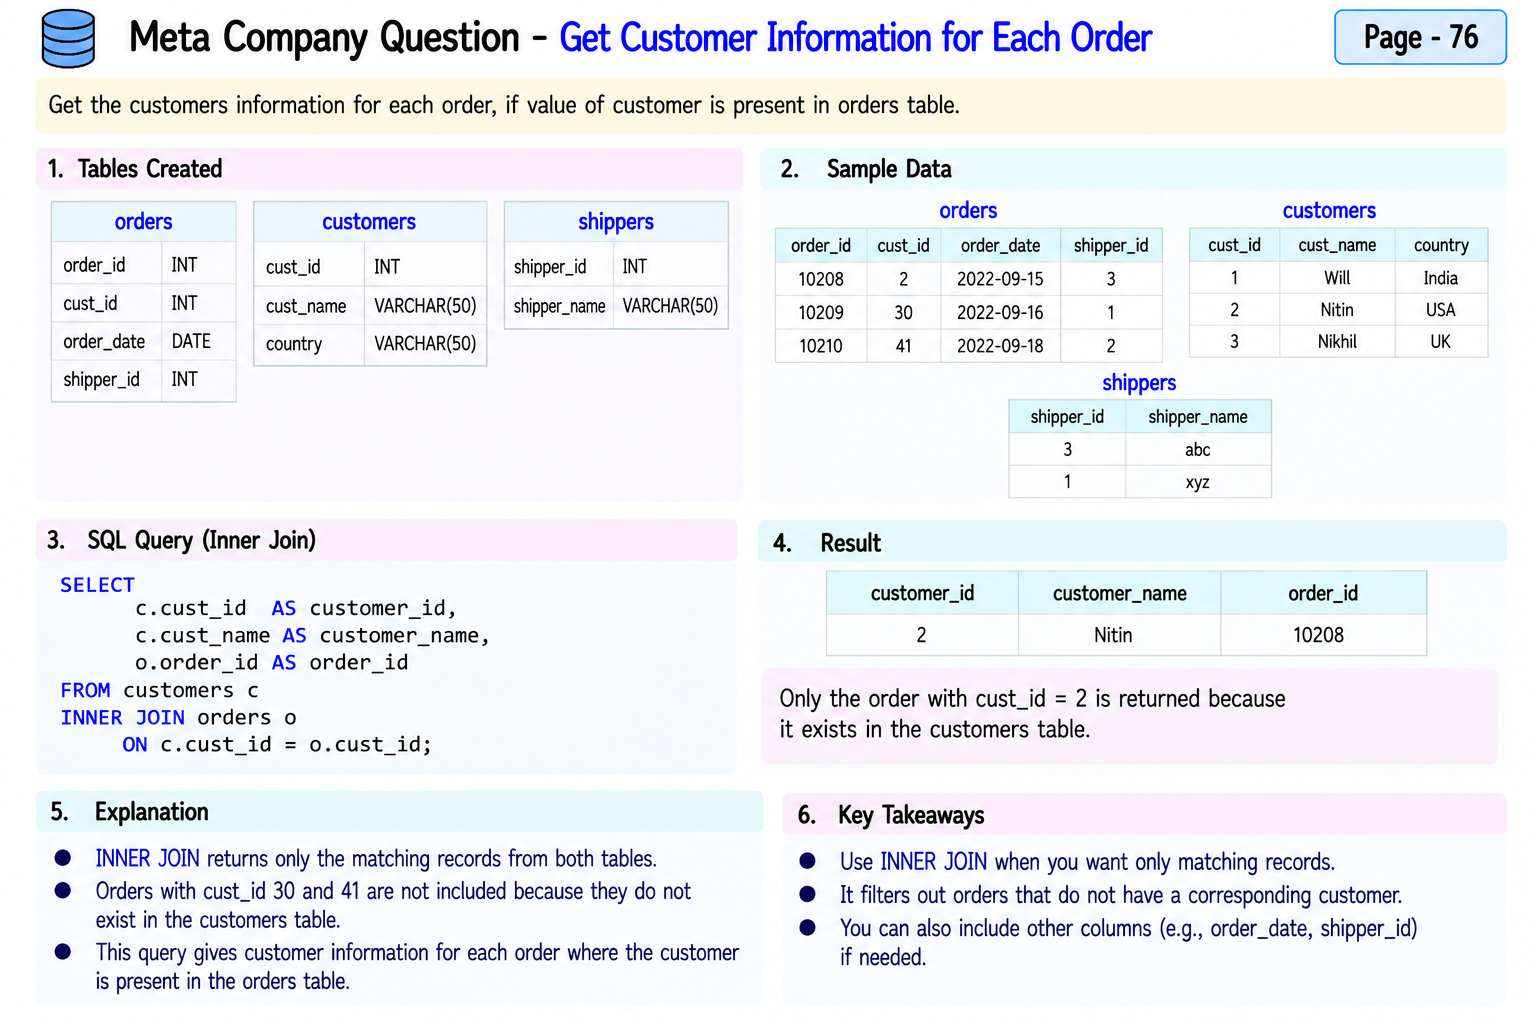 Meta Company Question - Get Customer Information for Each Order
Page - 76
Get the customers information for each order, if value of customer is present in orders table.
1. Tables Created
orders
order_id INT
cust_id INT
order_date DATE
shipper_id INT
customers
cust_id INT
cust_name VARCHAR(50)
country VARCHAR(50)
shippers
shipper_id INT
shipper_name VARCHAR(50)
2. Sample Data
orders
order_id cust_id order_date shipper_id
10208 2 2022-09-15 3
10209 30 2022-09-16 1
10210 41 2022-09-18 2
customers
cust_id cust_name country
1 Will India
2 Nitin USA
3 Nikhil UK
shippers
shipper_id shipper_name
3 abc
1 xyz
3. SQL Query (Inner Join)
SELECT
c.cust_id AS customer_id,
c.cust_name AS customer_name,
o.order_id AS order_id
FROM customers c
INNER JOIN orders o
ON c.cust_id = o.cust_id;
4. Result
customer_id customer_name order_id
2 Nitin 10208
Only the order with cust_id = 2 is returned because
it exists in the customers table.
5. Explanation
● INNER JOIN returns only the matching records from both tables.
● Orders with cust_id 30 and 41 are not included because they do not
exist in the customers table.
● This query gives customer information for each order where the customer
is present in the orders table.
6. Key Takeaways
● Use INNER JOIN when you want only matching records.
● It filters out orders that do not have a corresponding customer.
● You can also include other columns (e.g., order_date, shipper_id)
if needed.